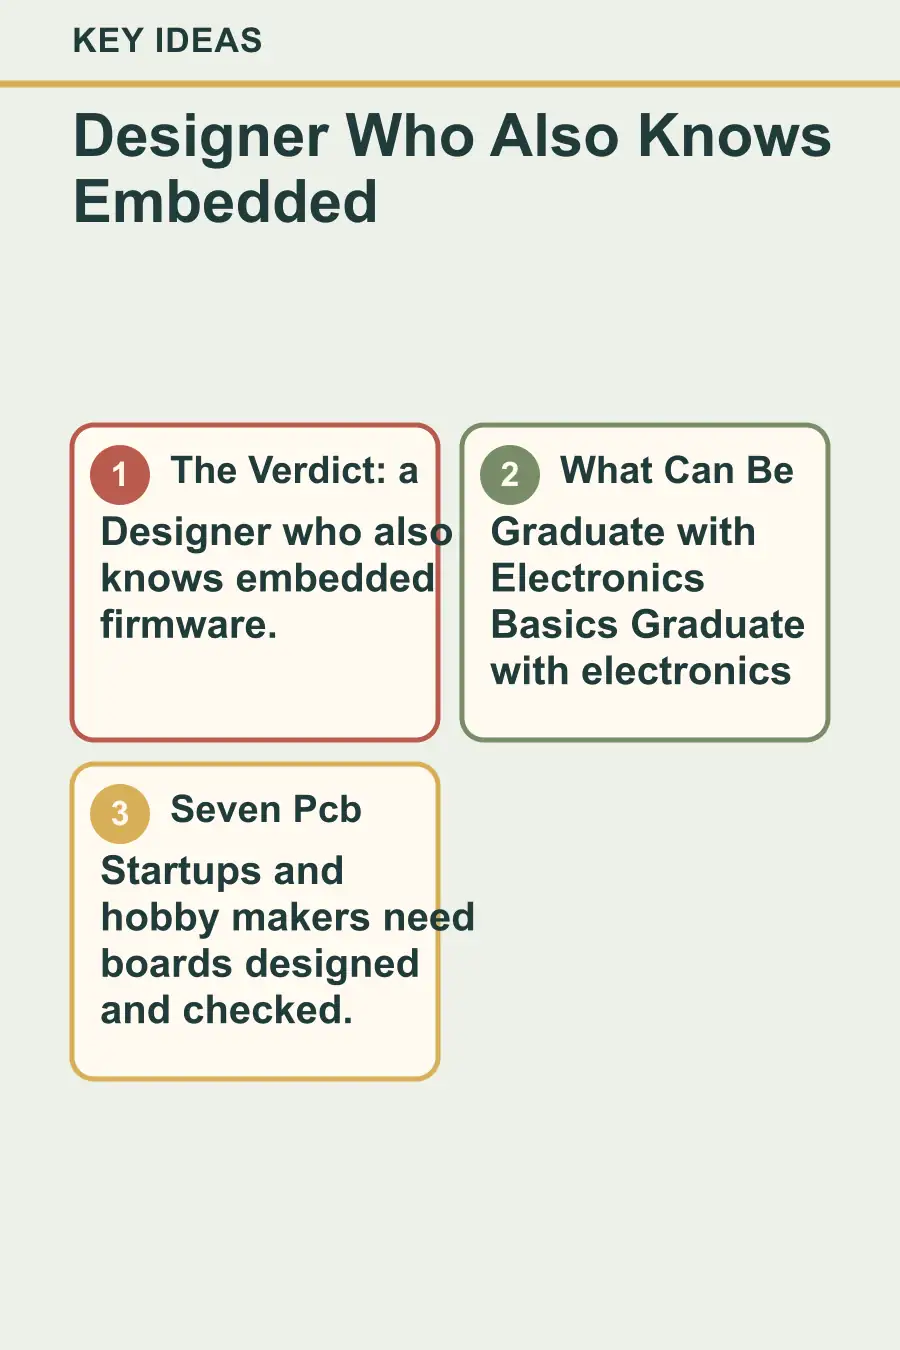 KEY IDEAS
Designer Who Also Knows
Embedded
1 The Verdict: a
Designer who also
knows embedded
firmware.
2 What Can Be
Graduate with
Electronics
Basics Graduate
with electronics
3 Seven Pcb
Startups and
hobby makers need
boards designed
and checked.